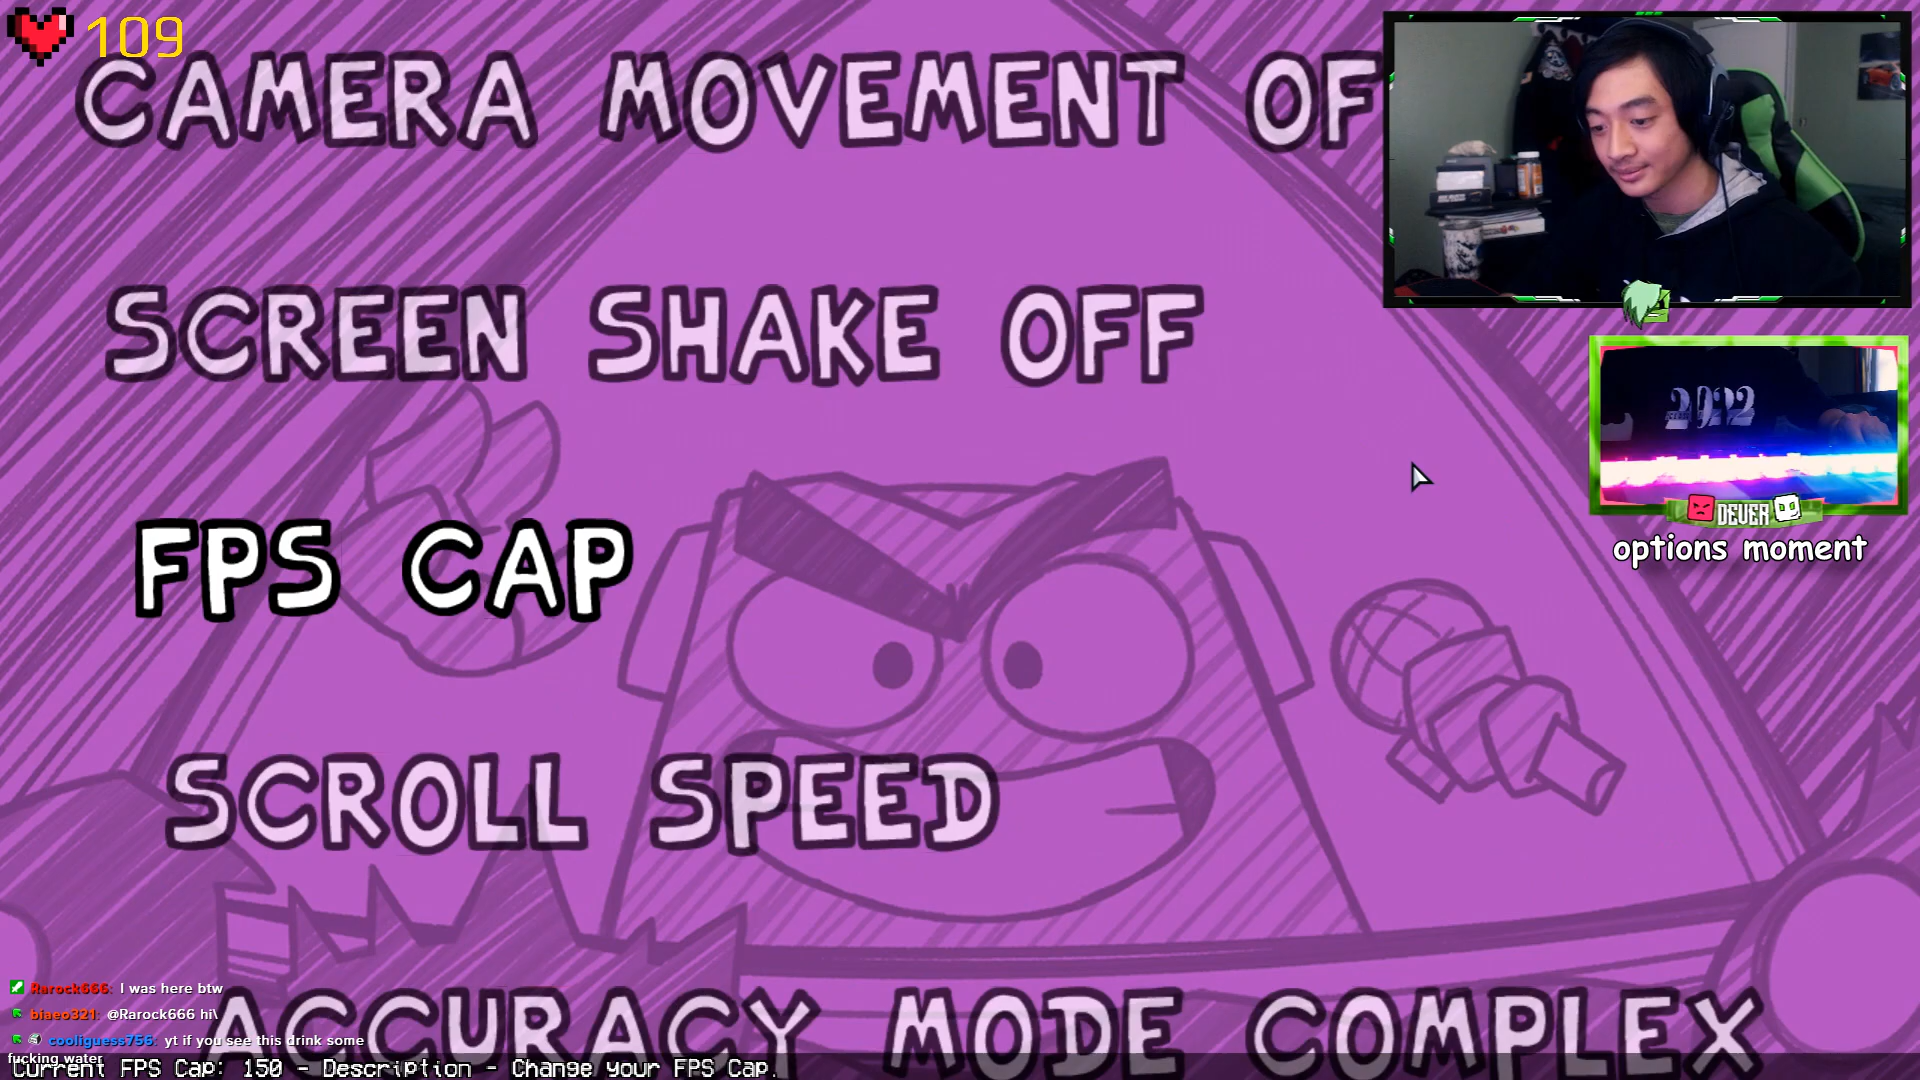 109
CAMERA MOVEMENT OF
SCREEN SHAKE OFF
2022
DEVER
options moment
FPS CAP
SCROLL SPEED
Rarock666: I was here btw
biaeo321: @Rarock666 hi\
cooliguess756: yt if you see this drink some
fucking water
ACCURACY MODE COMPLEX
Current FPS Cap: 150 - Description - Change your FPS Cap.